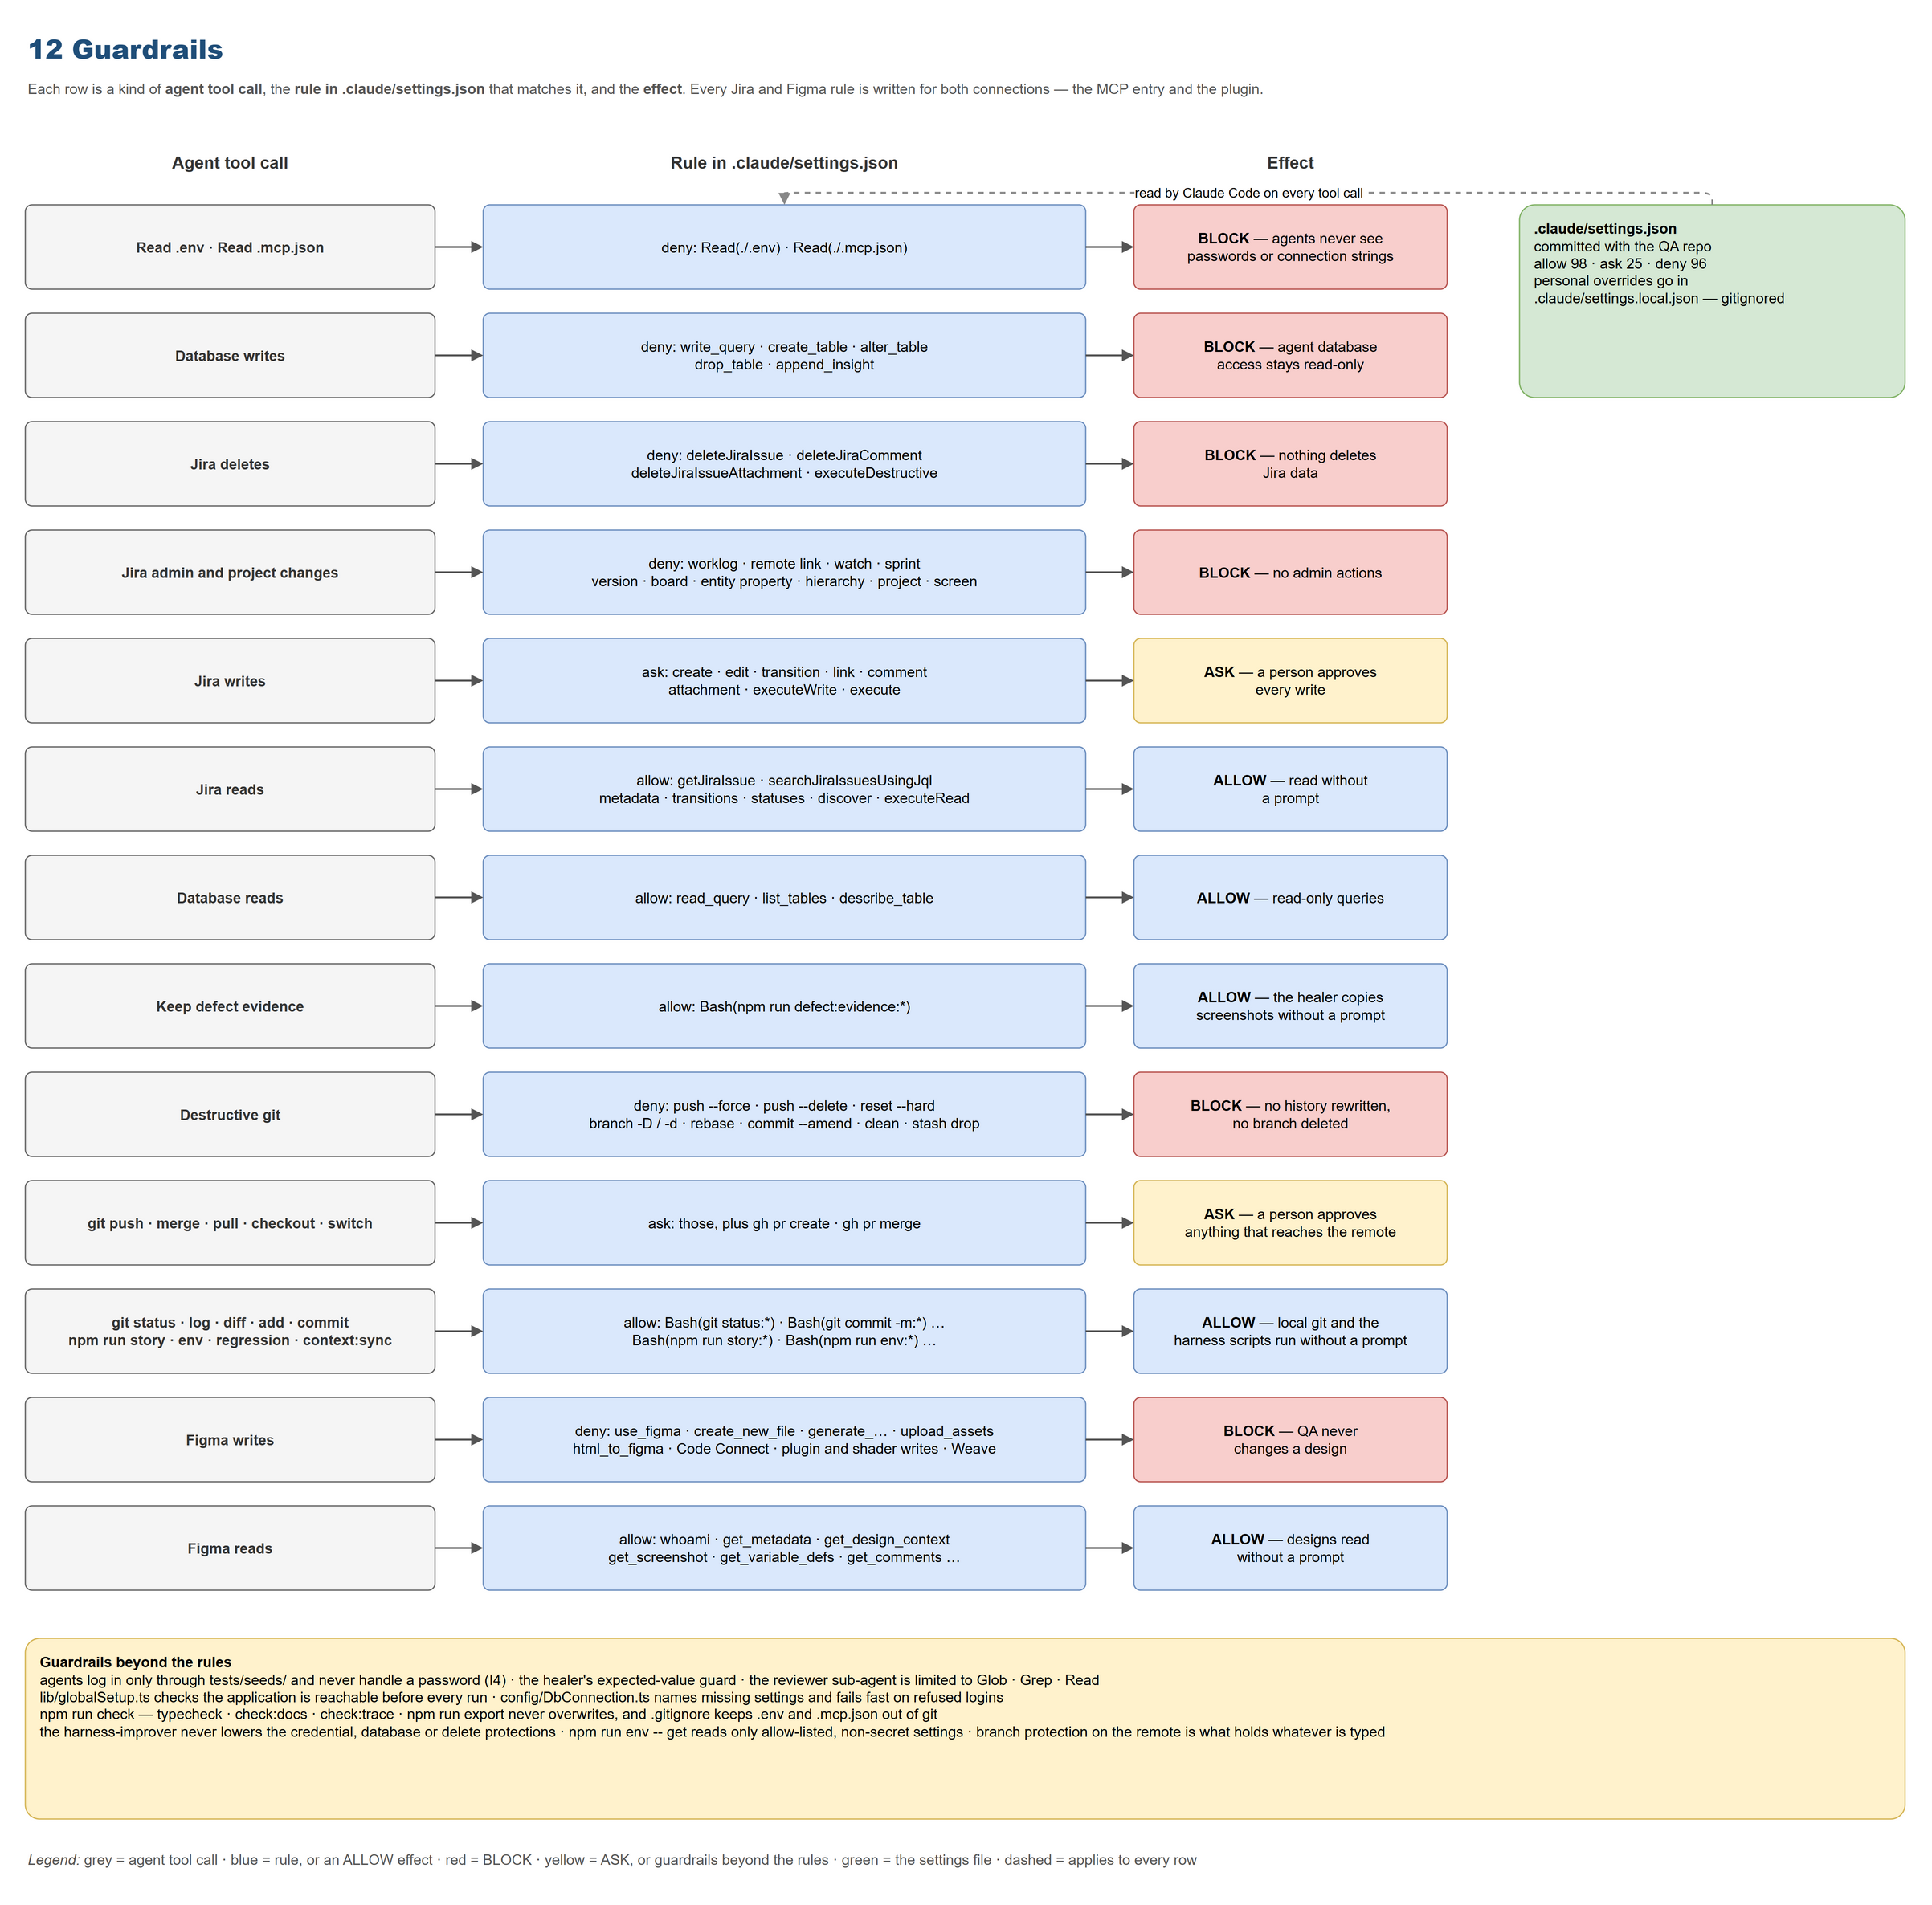 12 Guardrails
Each row is a kind of agent tool call, the rule in .claude/settings.json that matches it, and the effect. Every Jira and Figma rule is written for both connections — the MCP entry and the plugin.
Agent tool call
Rule in .claude/settings.json
Effect
read by Claude Code on every tool call
Read .env · Read .mcp.json
deny: Read(./.env) · Read(./.mcp.json)
BLOCK — agents never see
passwords or connection strings
.claude/settings.json
committed with the QA repo
allow 98 · ask 25 · deny 96
personal overrides go in
.claude/settings.local.json — gitignored
Database writes
deny: write_query · create_table · alter_table
drop_table · append_insight
BLOCK — agent database
access stays read-only
Jira deletes
deny: deleteJiraIssue · deleteJiraComment
deleteJiraIssueAttachment · executeDestructive
BLOCK — nothing deletes
Jira data
Jira admin and project changes
deny: worklog · remote link · watch · sprint
version · board · entity property · hierarchy · project · screen
BLOCK — no admin actions
Jira writes
ask: create · edit · transition · link · comment
attachment · executeWrite · execute
ASK — a person approves
every write
Jira reads
allow: getJiraIssue · searchJiraIssuesUsingJql
metadata · transitions · statuses · discover · executeRead
ALLOW — read without
a prompt
Database reads
allow: read_query · list_tables · describe_table
ALLOW — read-only queries
Keep defect evidence
allow: Bash(npm run defect:evidence:*)
ALLOW — the healer copies
screenshots without a prompt
Destructive git
deny: push --force · push --delete · reset --hard
branch -D / -d · rebase · commit --amend · clean · stash drop
BLOCK — no history rewritten,
no branch deleted
git push · merge · pull · checkout · switch
ask: those, plus gh pr create · gh pr merge
ASK — a person approves
anything that reaches the remote
git status · log · diff · add · commit
npm run story · env · regression · context:sync
allow: Bash(git status:*) · Bash(git commit -m:*) …
Bash(npm run story:*) · Bash(npm run env:*) …
ALLOW — local git and the
harness scripts run without a prompt
Figma writes
deny: use_figma · create_new_file · generate_… · upload_assets
html_to_figma · Code Connect · plugin and shader writes · Weave
BLOCK — QA never
changes a design
Figma reads
allow: whoami · get_metadata · get_design_context
get_screenshot · get_variable_defs · get_comments …
ALLOW — designs read
without a prompt
Guardrails beyond the rules
agents log in only through tests/seeds/ and never handle a password (I4) · the healer's expected-value guard · the reviewer sub-agent is limited to Glob · Grep · Read
lib/globalSetup.ts checks the application is reachable before every run · config/DbConnection.ts names missing settings and fails fast on refused logins
npm run check — typecheck · check:docs · check:trace · npm run export never overwrites, and .gitignore keeps .env and .mcp.json out of git
the harness-improver never lowers the credential, database or delete protections · npm run env -- get reads only allow-listed, non-secret settings · branch protection on the remote is what holds whatever is typed
Legend: grey = agent tool call · blue = rule, or an ALLOW effect · red = BLOCK · yellow = ASK, or guardrails beyond the rules · green = the settings file · dashed = applies to every row